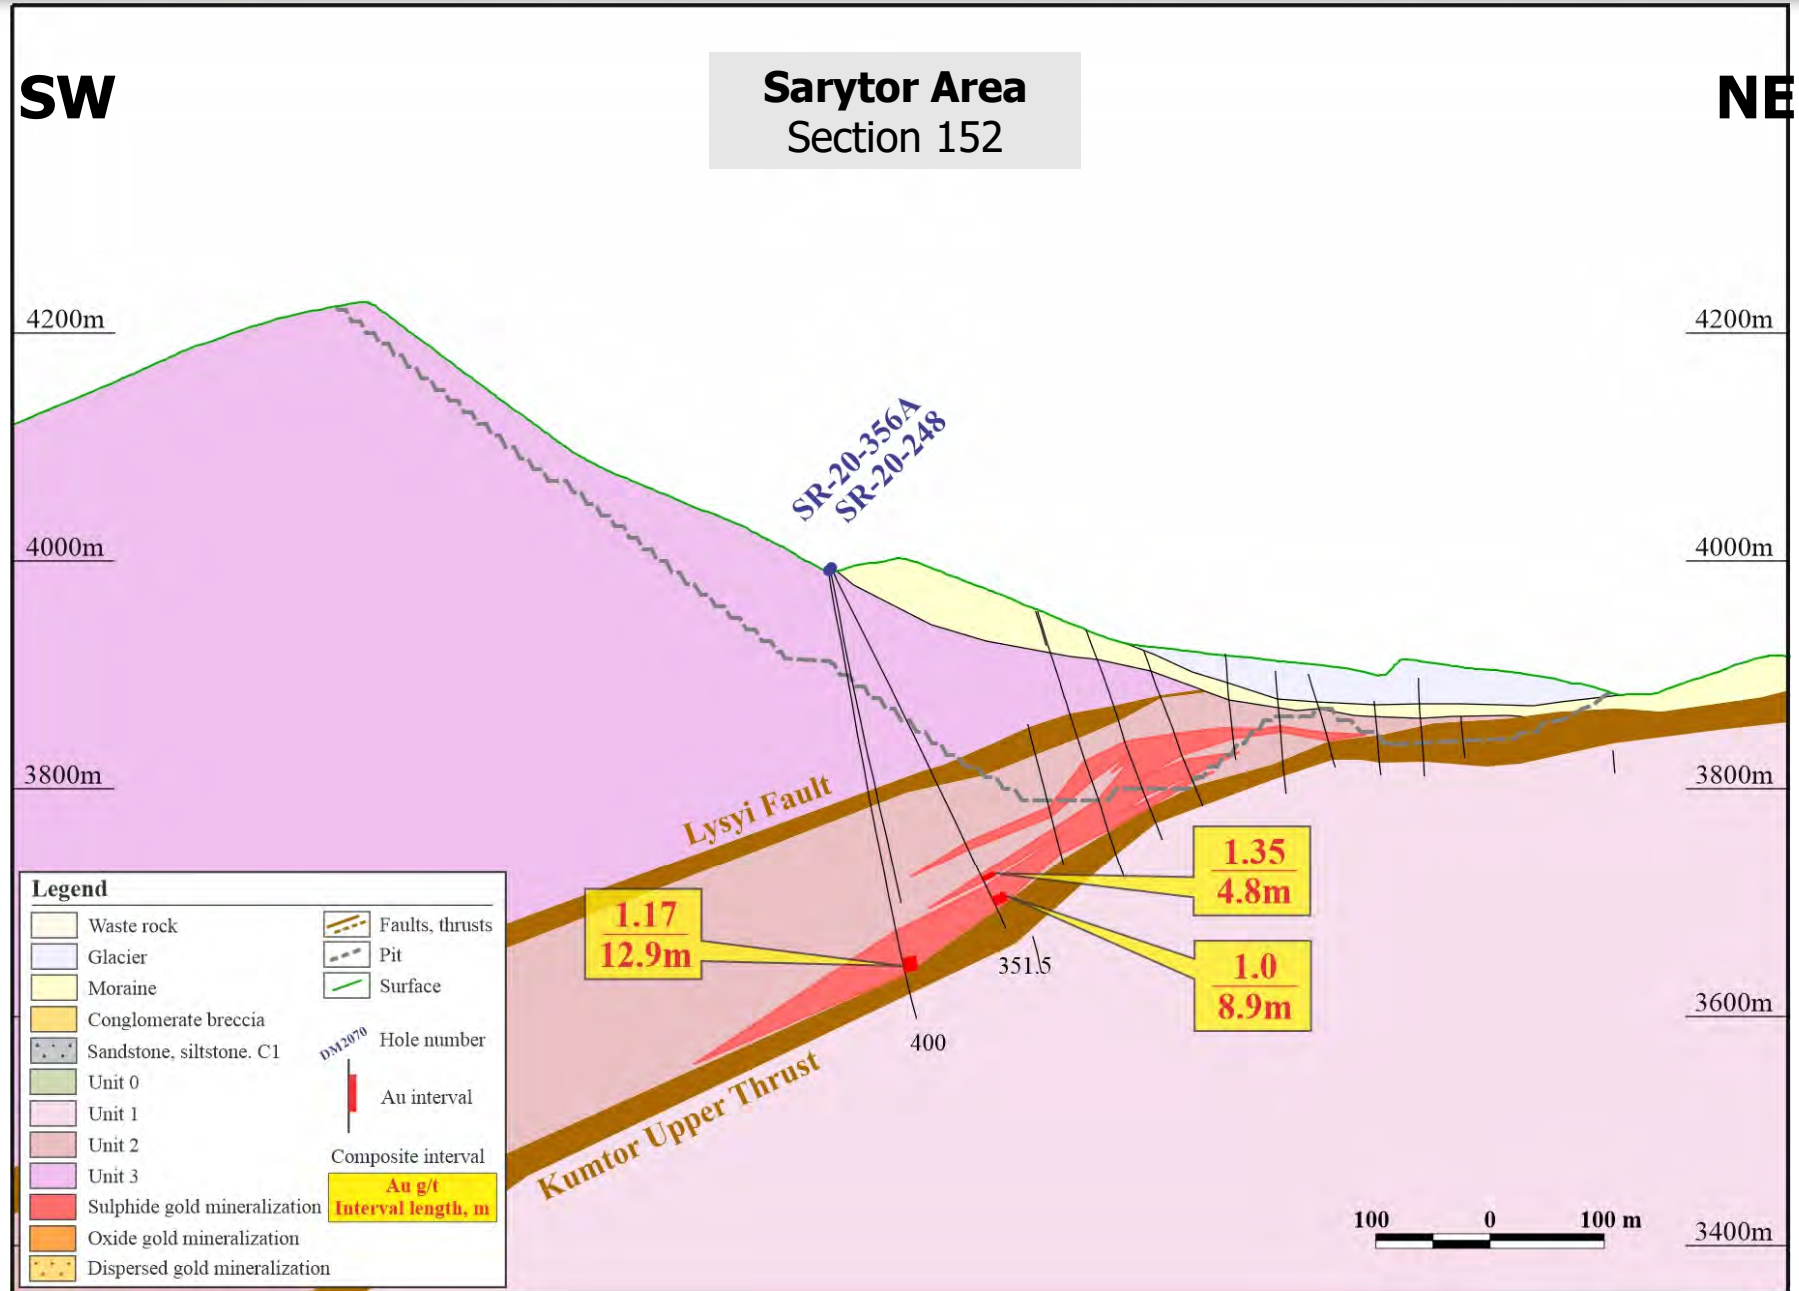 SW
Sarytor Area
Section 152
NE
4200m
4200m
SR-20-356A
SR-20-248
4000m
4000m
3800m
3800m
Lysyi Fault
1.35
4.8m
1.17
12.9m
1.0
8.9m
351.5
400
3600m
Kumtor Upper Thrust
3400m
100 0 100 m
Legend
Waste rock
Glacier
Moraine
Conglomerate breccia
Sandstone, siltstone. C1
Unit 0
Unit 1
Unit 2
Unit 3
Sulphide gold mineralization
Oxide gold mineralization
Dispersed gold mineralization
Faults, thrusts
Pit
Surface
DM2070
Hole number
Au interval
Composite interval
Au g/t
Interval length, m